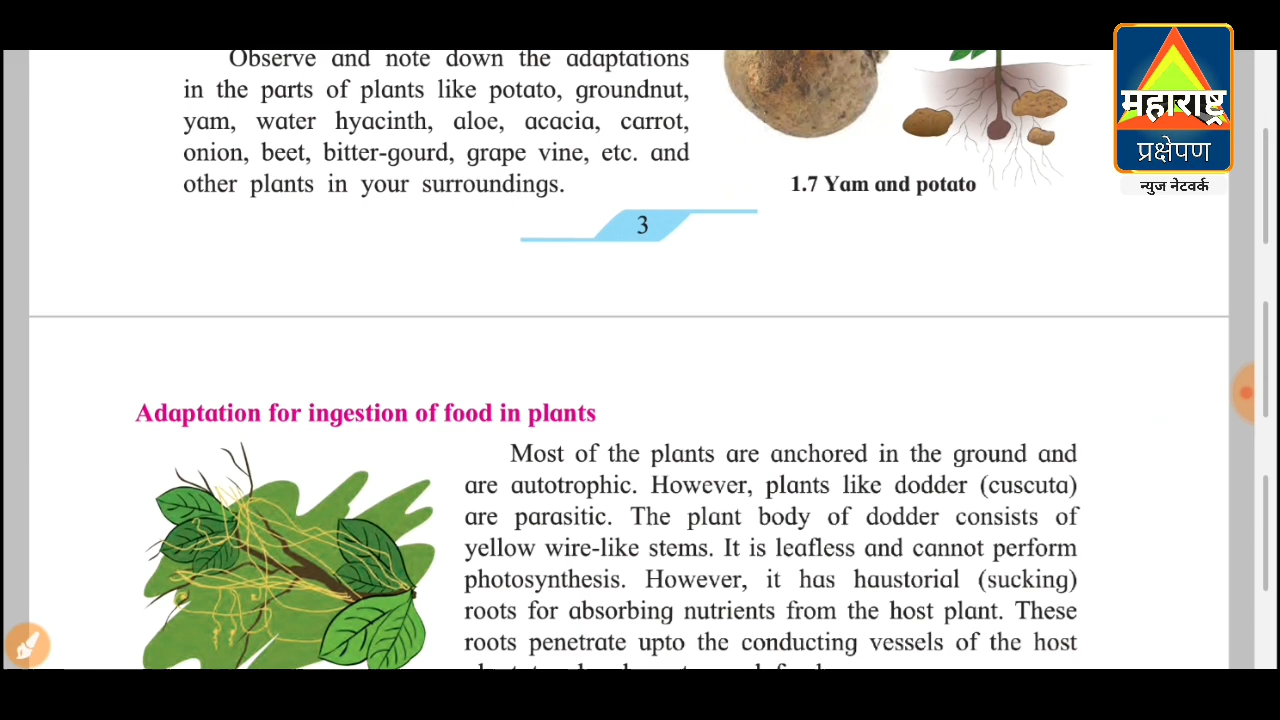 Observe and note down the adaptations
in the parts of plants like potato, groundnut,
yam, water hyacinth, aloe, acacia, carrot,
onion, beet, bitter-gourd, grape vine, etc. and
other plants in your surroundings.
1.7 Yam and potato
महाराष्ट्र
प्रक्षेपण
न्युज नेटवर्क
3
Adaptation for ingestion of food in plants
Most of the plants are anchored in the ground and
are autotrophic. However, plants like dodder (cuscuta)
are parasitic. The plant body of dodder consists of
yellow wire-like stems. It is leafless and cannot perform
photosynthesis. However, it has haustorial (sucking)
roots for absorbing nutrients from the host plant. These
roots penetrate upto the conducting vessels of the host